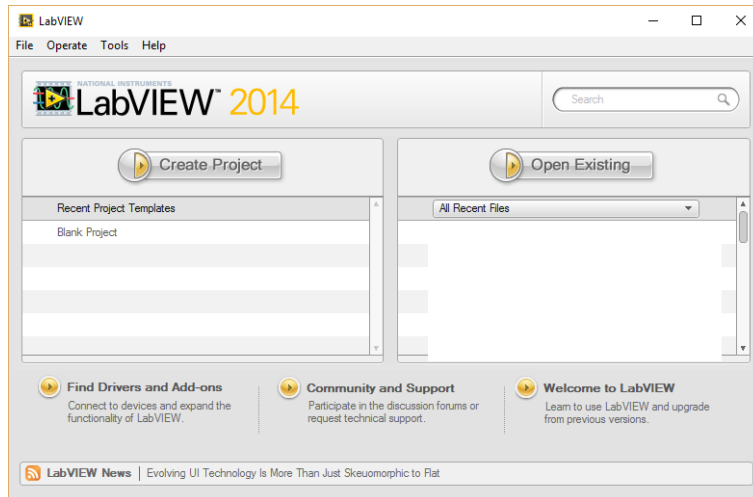 LabVIEW
File Operate Tools Help
NATIONAL INSTRUMENTS
LabVIEW™ 2014
Search
Create Project
Open Existing
Recent Project Templates
All Recent Files
Blank Project
Find Drivers and Add-ons
Connect to devices and expand the
functionality of LabVIEW.
Community and Support
Participate in the discussion forums or
request technical support.
Welcome to LabVIEW
Learn to use LabVIEW and upgrade
from previous versions.
LabVIEW News | Evolving UI Technology Is More Than Just Skeuomorphic to Flat